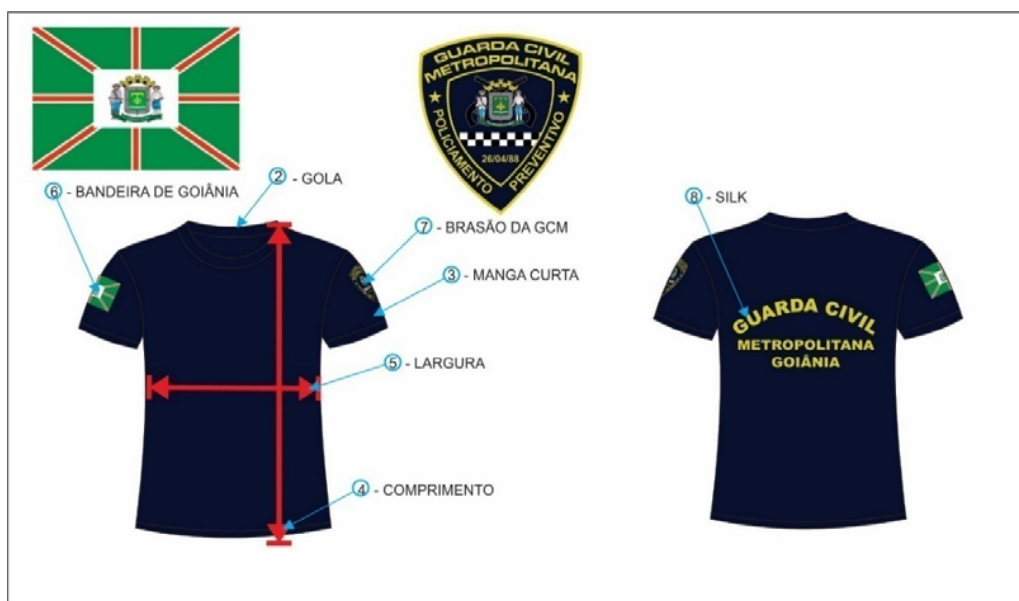 GUARDA CIVIL
METROPOLITANA
POLICIAMENTO
PREVENTIVO
26/04/88
6 - BANDEIRA DE GOIÂNIA
2 - GOLA
7 - BRASÃO DA GCM
3 - MANGA CURTA
8 - SILK
GUARDA CIVIL
METROPOLITANA
GOIÂNIA
5 - LARGURA
4 - COMPRIMENTO